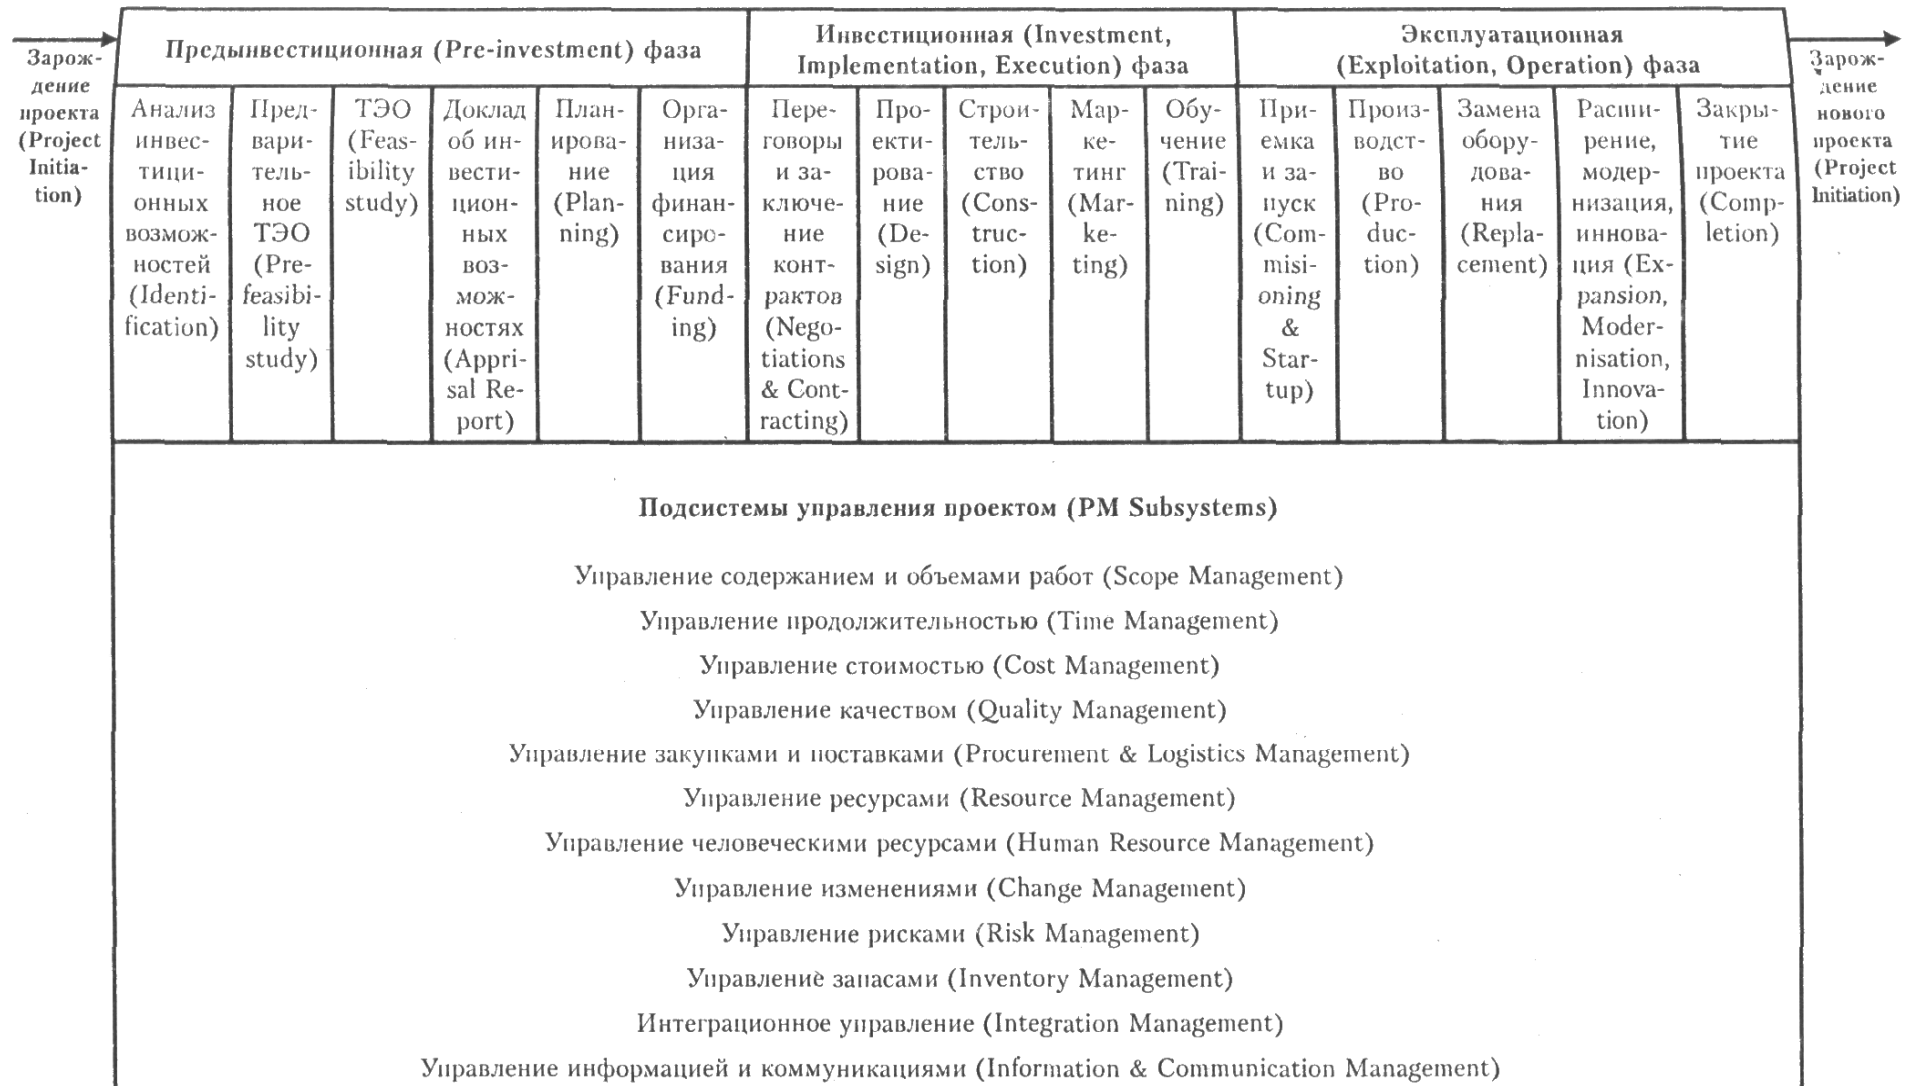 Зарож-
дение
проекта
(Project
Initia-
tion)
Предынвестиционная (Pre-investment) фаза
Инвестиционная (Investment,
Implementation, Execution) фаза
Эксплуатационная
(Exploitation, Operation) фаза
Зарож-
дение
нового
проекта
(Project
Initiation)
Анализ
инвес-
тици-
онных
возмож-
ностей
(Identi-
fication)
Пред-
вари-
тель-
ное
ТЭО
(Pre-
feasibi-
lity
study)
ТЭО
(Feas-
ibility
study)
Доклад
об ин-
вести-
цион-
ных
воз-
мож-
ностях
(Appri-
sal Re-
port)
План-
ирова-
ние
(Plan-
ning)
Орга-
низа-
ция
финан-
сиро-
вания
(Fund-
ing)
Пере-
говоры
и за-
ключе-
ние
конт-
рактов
(Nego-
tiations
& Cont-
racting)
Про-
екти-
рова-
ние
(De-
sign)
Строи-
тель-
ство
(Cons-
truc-
tion)
Мар-
ке-
тинг
(Mar-
ke-
ting)
Обу-
чение
(Trai-
ning)
При-
емка
и за-
пуск
(Com-
misi-
oning
&
Star-
tup)
Произ-
водст-
во
(Pro-
duc-
tion)
Замена
обору-
дова-
ния
(Repla-
cement)
Расши-
рение,
модер-
низация,
иннова-
ция (Ex-
pansion,
Moder-
nisation,
Innova-
tion)
Закры-
тие
проекта
(Comp-
letion)
Подсистемы управления проектом (PM Subsystems)
Управление содержанием и объемами работ (Scope Management)
Управление продолжительностью (Time Management)
Управление стоимостью (Cost Management)
Управление качеством (Quality Management)
Управление закупками и поставками (Procurement & Logistics Management)
Управление ресурсами (Resource Management)
Управление человеческими ресурсами (Human Resource Management)
Управление изменениями (Change Management)
Управление рисками (Risk Management)
Управление запасами (Inventory Management)
Интеграционное управление (Integration Management)
Управление информацией и коммуникациями (Information & Communication Management)